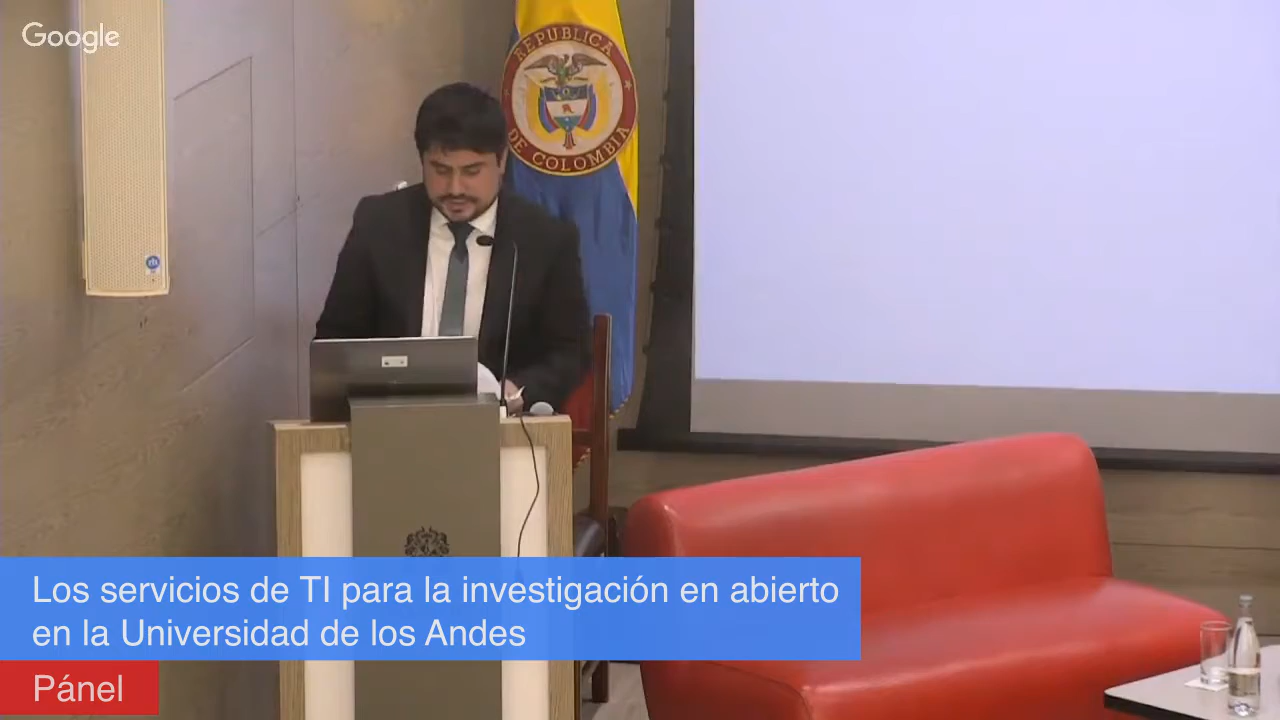 Google
REPUBLICA
DE COLOMBIA
Los servicios de TI para la investigación en abierto
en la Universidad de los Andes
Pánel